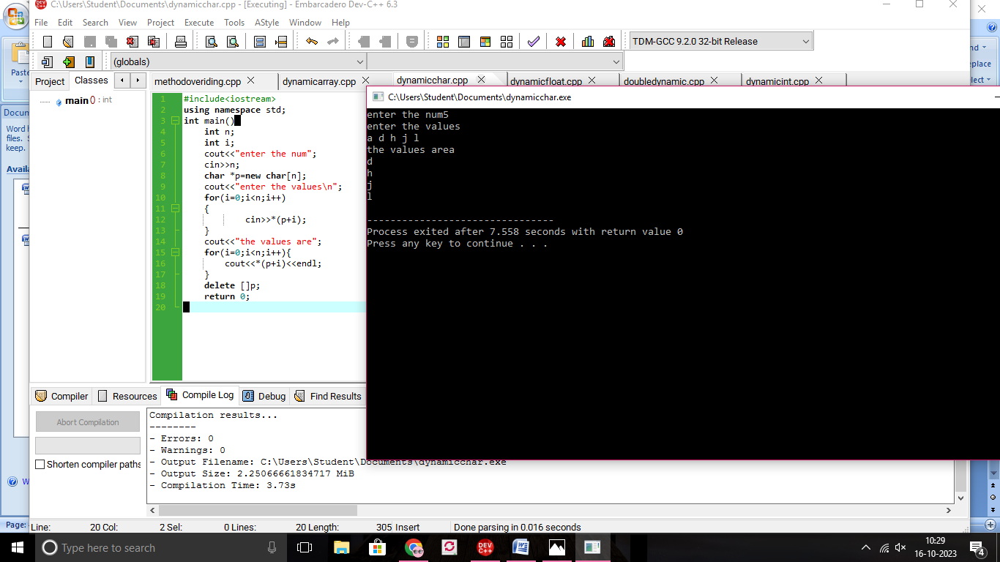 C:\Users\Student\Documents\dynamicchar.cpp - [Executing] - Embarcadero Dev-C++ 6.3
File Edit Search View Project Execute Tools AStyle Window Help
TDM-GCC 9.2.0 32-bit Release
(globals)
Paste
Project Classes
methodoveriding.cpp dynamicarray.cpp dynamicchar.cpp dynamicfloat.cpp doubledynamic.cpp dynamicint.cpp
main () : int
1 #include<iostream>
2 using namespace std;
3 int main()
4 int n;
5 int i;
6 cout<<"enter the num";
7 cin>>n;
8 char *p=new char[n];
9 cout<<"enter the values\n";
10 for(i=0;i<n;i++)
11 {
12 cin>>*(p+i);
13 }
14 cout<<"the values are";
15 for(i=0;i<n;i++){
16 cout<<*(p+i)<<endl;
17 }
18 delete []p;
19 return 0;
20
C:\Users\Student\Documents\dynamicchar.exe
enter the num5
enter the values
a d h j l
the values area
d
h
j
l
--------------------------------
Process exited after 7.558 seconds with return value 0
Press any key to continue . . .
Word h
files. S
keep.
Compiler Resources Compile Log Debug Find Results
Abort Compilation
Shorten compiler paths
Compilation results...
--------
- Errors: 0
- Warnings: 0
- Output Filename: C:\Users\Student\Documents\dynamicchar.exe
- Output Size: 2.25066661834717 MiB
- Compilation Time: 3.73s
Page:
Line: 20 Col: 2 Sel: 0 Lines: 20 Length: 305 Insert Done parsing in 0.016 seconds
Type here to search
DEV C++
10:29
16-10-2023
4